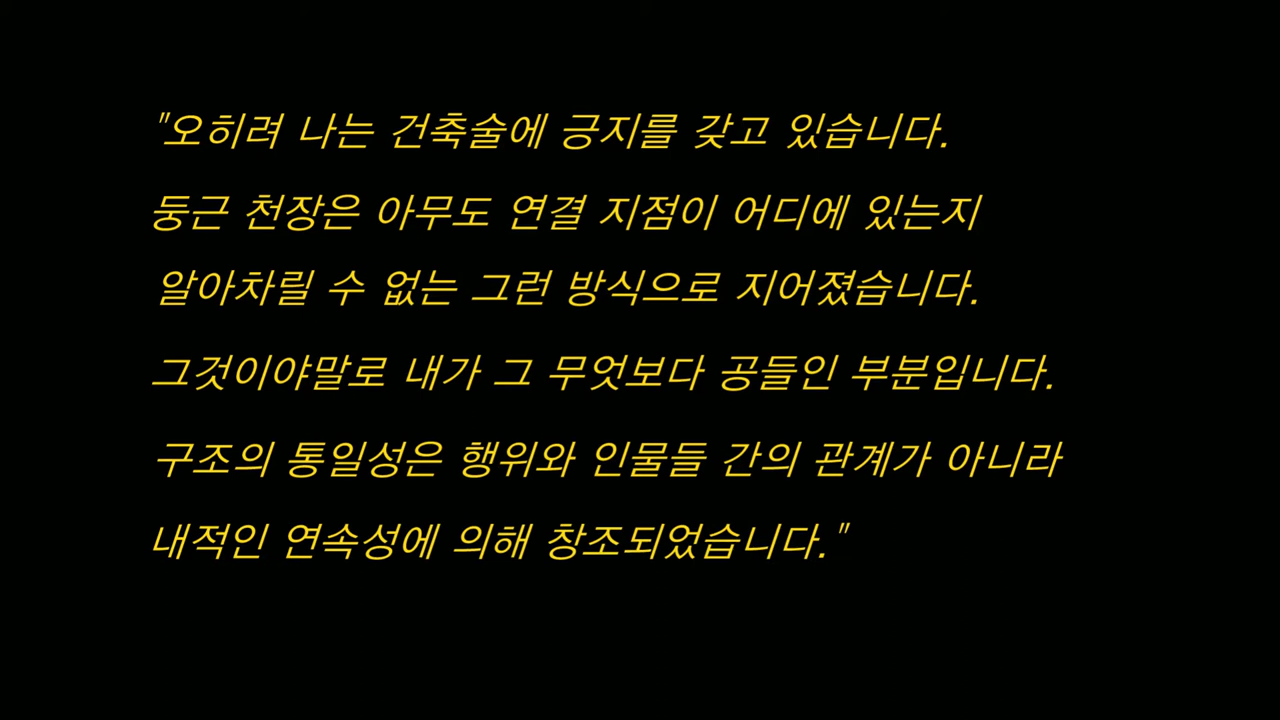 "오히려 나는 건축술에 긍지를 갖고 있습니다.
둥근 천장은 아무도 연결 지점이 어디에 있는지
알아차릴 수 없는 그런 방식으로 지어졌습니다.
그것이야말로 내가 그 무엇보다 공들인 부분입니다.
구조의 통일성은 행위와 인물들 간의 관계가 아니라
내적인 연속성에 의해 창조되었습니다."